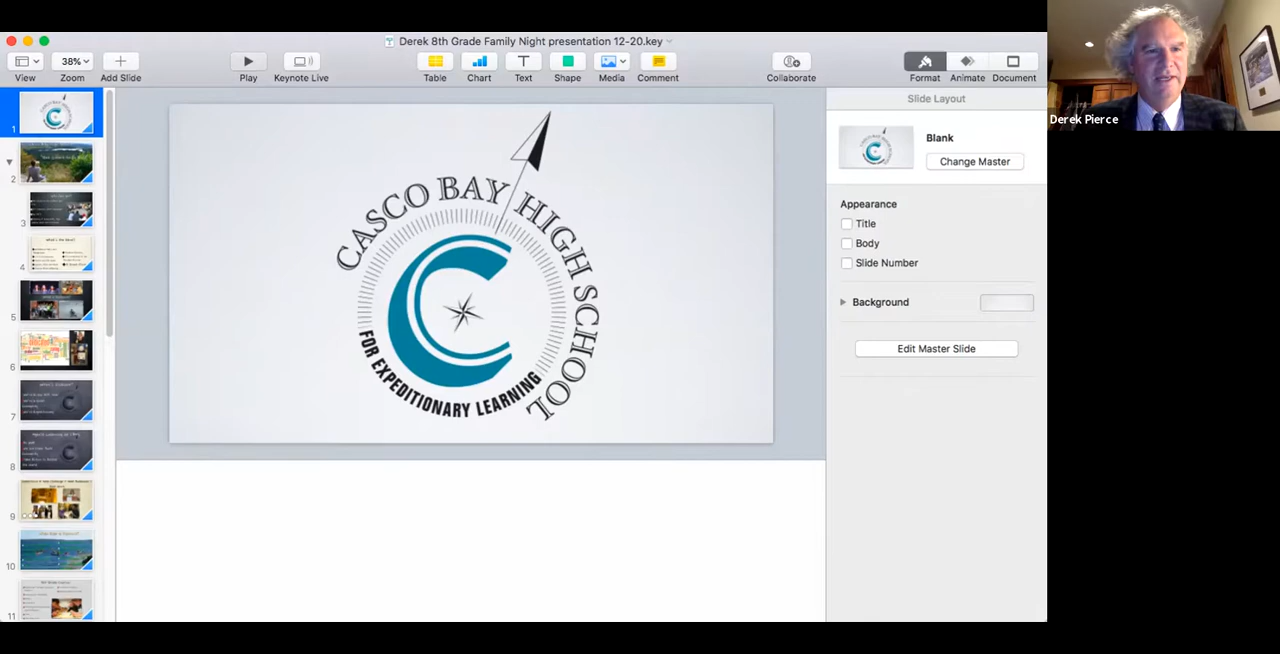 Derek 8th Grade Family Night presentation 12-20.key
38%
View
Zoom
Add Slide
Play
Keynote Live
Table
Chart
Text
Shape
Media
Comment
Collaborate
Format
Animate
Document
Derek Pierce
1
2
3
4
5
6
7
8
9
10
11
CASCO BAY HIGH SCHOOL
FOR EXPEDITIONARY LEARNING
Slide Layout
Blank
Change Master
Appearance
Title
Body
Slide Number
Background
Edit Master Slide